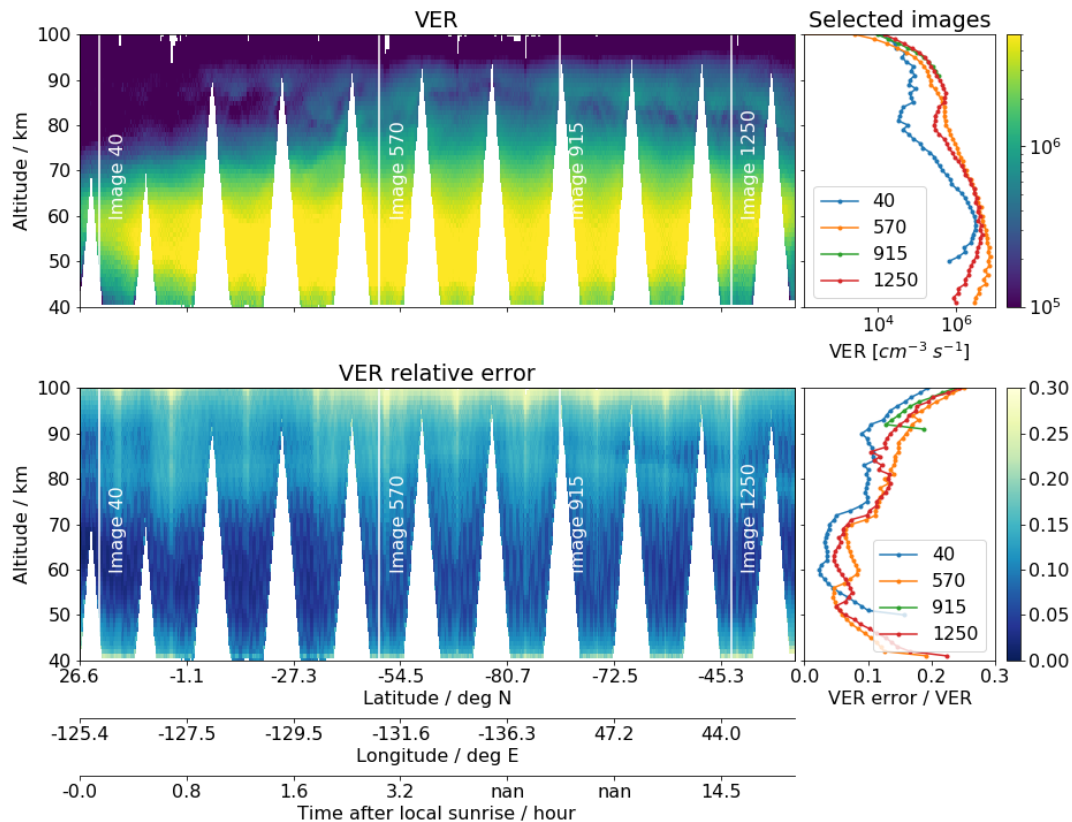 VER
Selected images
100
90
80
70
60
50
40
Altitude / km
Image 40
Image 570
Image 915
Image 1250
40
570
915
1250
10^4
10^6
VER [cm^{-3} s^{-1}]
10^6
10^5
VER relative error
100
90
80
70
60
50
40
Altitude / km
Image 40
Image 570
Image 915
Image 1250
40
570
915
1250
0.30
0.25
0.20
0.15
0.10
0.05
0.00
26.6 -1.1 -27.3 -54.5 -80.7 -72.5 -45.3
Latitude / deg N
0.0 0.1 0.2 0.3
VER error / VER
-125.4 -127.5 -129.5 -131.6 -136.3 47.2 44.0
Longitude / deg E
-0.0 0.8 1.6 3.2 nan nan 14.5
Time after local sunrise / hour